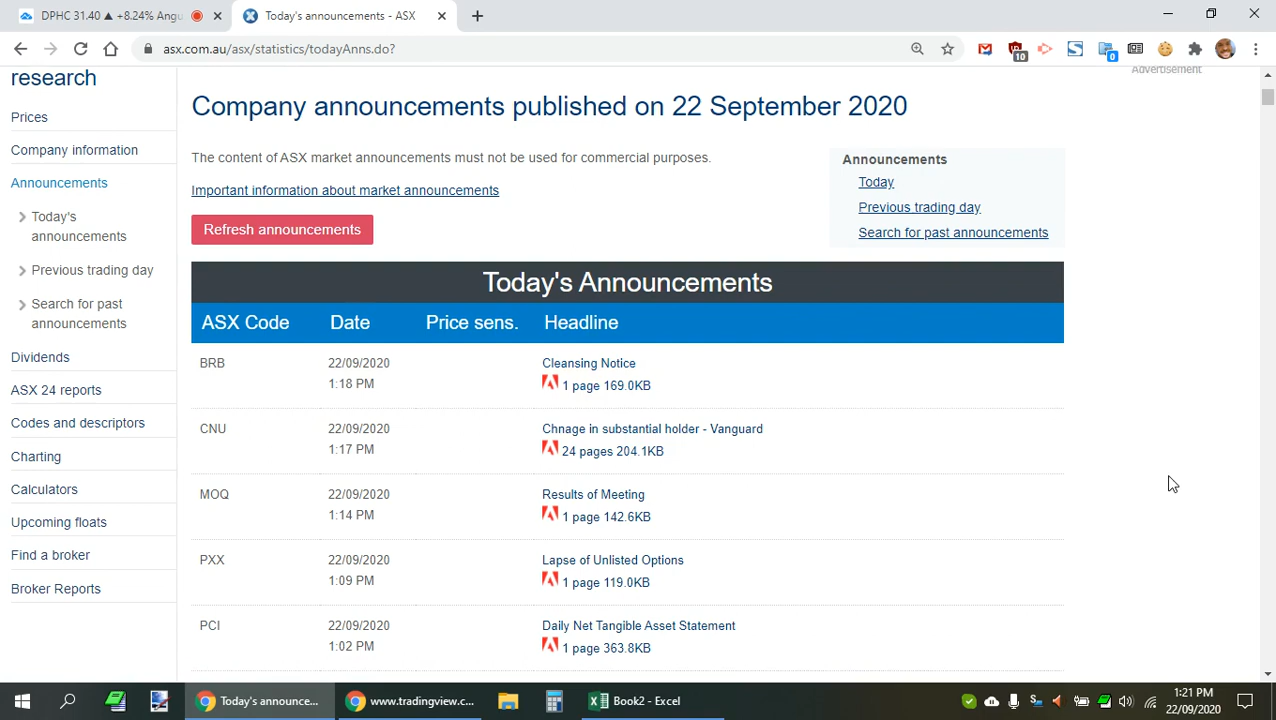 DPHC 31.40 ▲ +8.24% Angu
Today's announcements - ASX
asx.com.au/asx/statistics/todayAnns.do?
10
0
Advertisement
research
Prices
Company information
Announcements
Today's
announcements
Previous trading day
Search for past
announcements
Dividends
ASX 24 reports
Codes and descriptors
Charting
Calculators
Upcoming floats
Find a broker
Broker Reports
Company announcements published on 22 September 2020
The content of ASX market announcements must not be used for commercial purposes.
Important information about market announcements
Refresh announcements
Announcements
Today
Previous trading day
Search for past announcements
Today's Announcements
ASX Code Date Price sens. Headline
BRB 22/09/2020 Cleansing Notice
1:18 PM 1 page 169.0KB
CNU 22/09/2020 Chnage in substantial holder - Vanguard
1:17 PM 24 pages 204.1KB
MOQ 22/09/2020 Results of Meeting
1:14 PM 1 page 142.6KB
PXX 22/09/2020 Lapse of Unlisted Options
1:09 PM 1 page 119.0KB
PCI 22/09/2020 Daily Net Tangible Asset Statement
1:02 PM 1 page 363.8KB
Today's announce...
www.tradingview.c...
Book2 - Excel
1:21 PM
22/09/2020